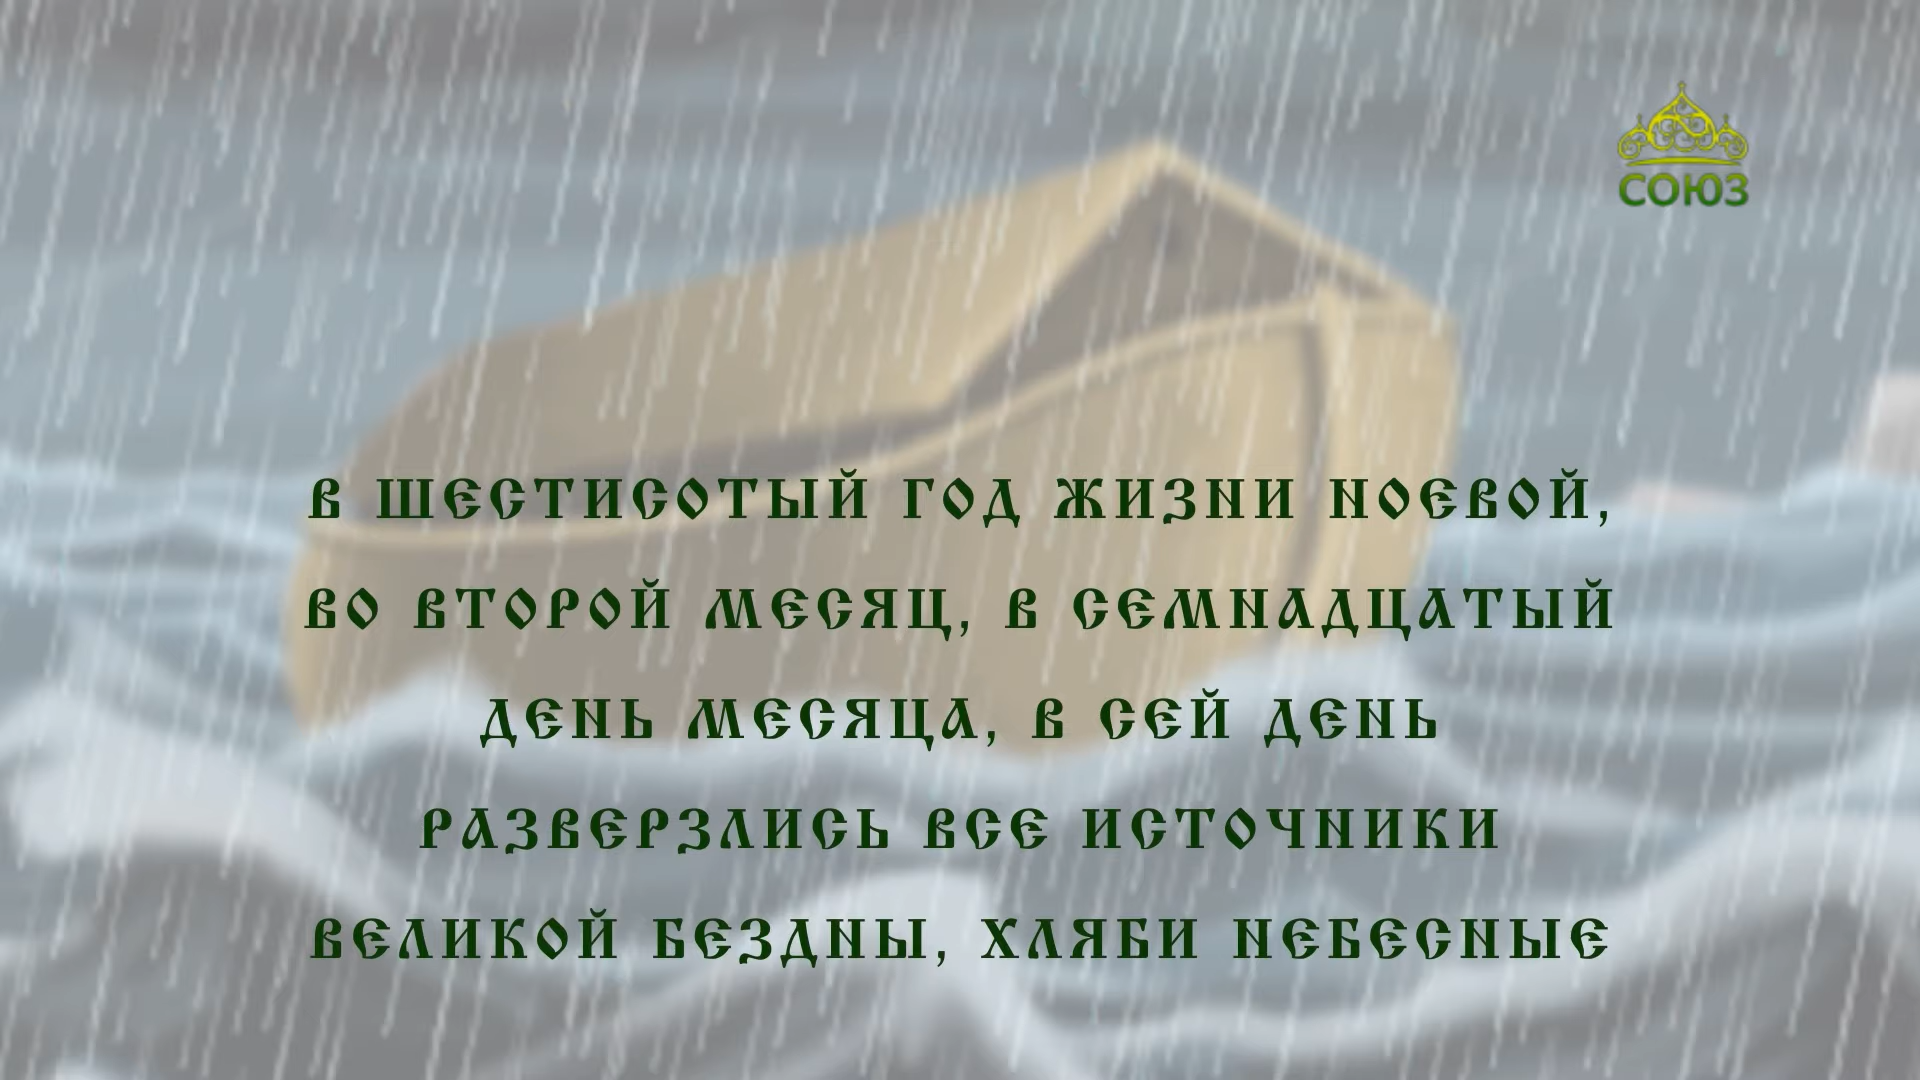 СОЮЗ
В ШЕСТИСОТЫЙ ГОД ЖИЗНИ НОЕВОЙ,
ВО ВТОРОЙ МЕСЯЦ, В СЕМНАДЦАТЫЙ
ДЕНЬ МЕСЯЦА, В СЕЙ ДЕНЬ
РАЗВЕРЗЛИСЬ ВСЕ ИСТОЧНИКИ
ВЕЛИКОЙ БЕЗДНЫ, ХЛЯБИ НЕБЕСНЫЕ